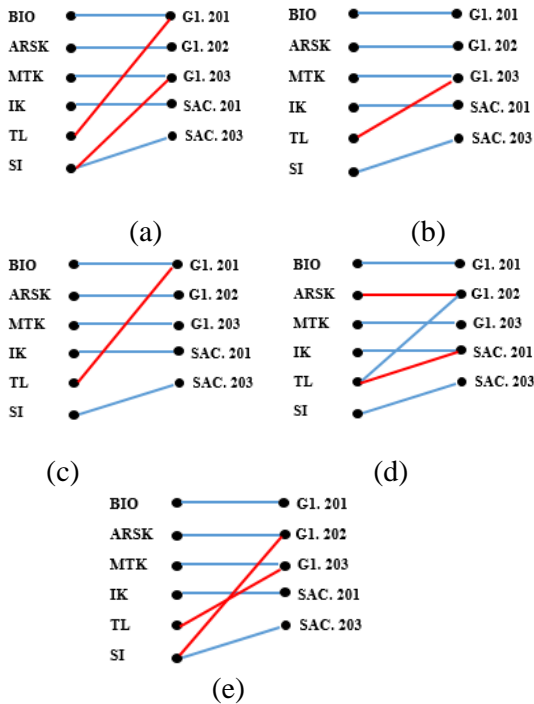 BIO G1. 201
ARSK G1. 202
MTK G1. 203
IK SAC. 201
TL SAC. 203
SI
(a)
BIO G1. 201
ARSK G1. 202
MTK G1. 203
IK SAC. 201
TL SAC. 203
SI
(b)
BIO G1. 201
ARSK G1. 202
MTK G1. 203
IK SAC. 201
TL SAC. 203
SI
(c)
BIO G1. 201
ARSK G1. 202
MTK G1. 203
IK SAC. 201
TL SAC. 203
SI
(d)
BIO G1. 201
ARSK G1. 202
MTK G1. 203
IK SAC. 201
TL SAC. 203
SI
(e)